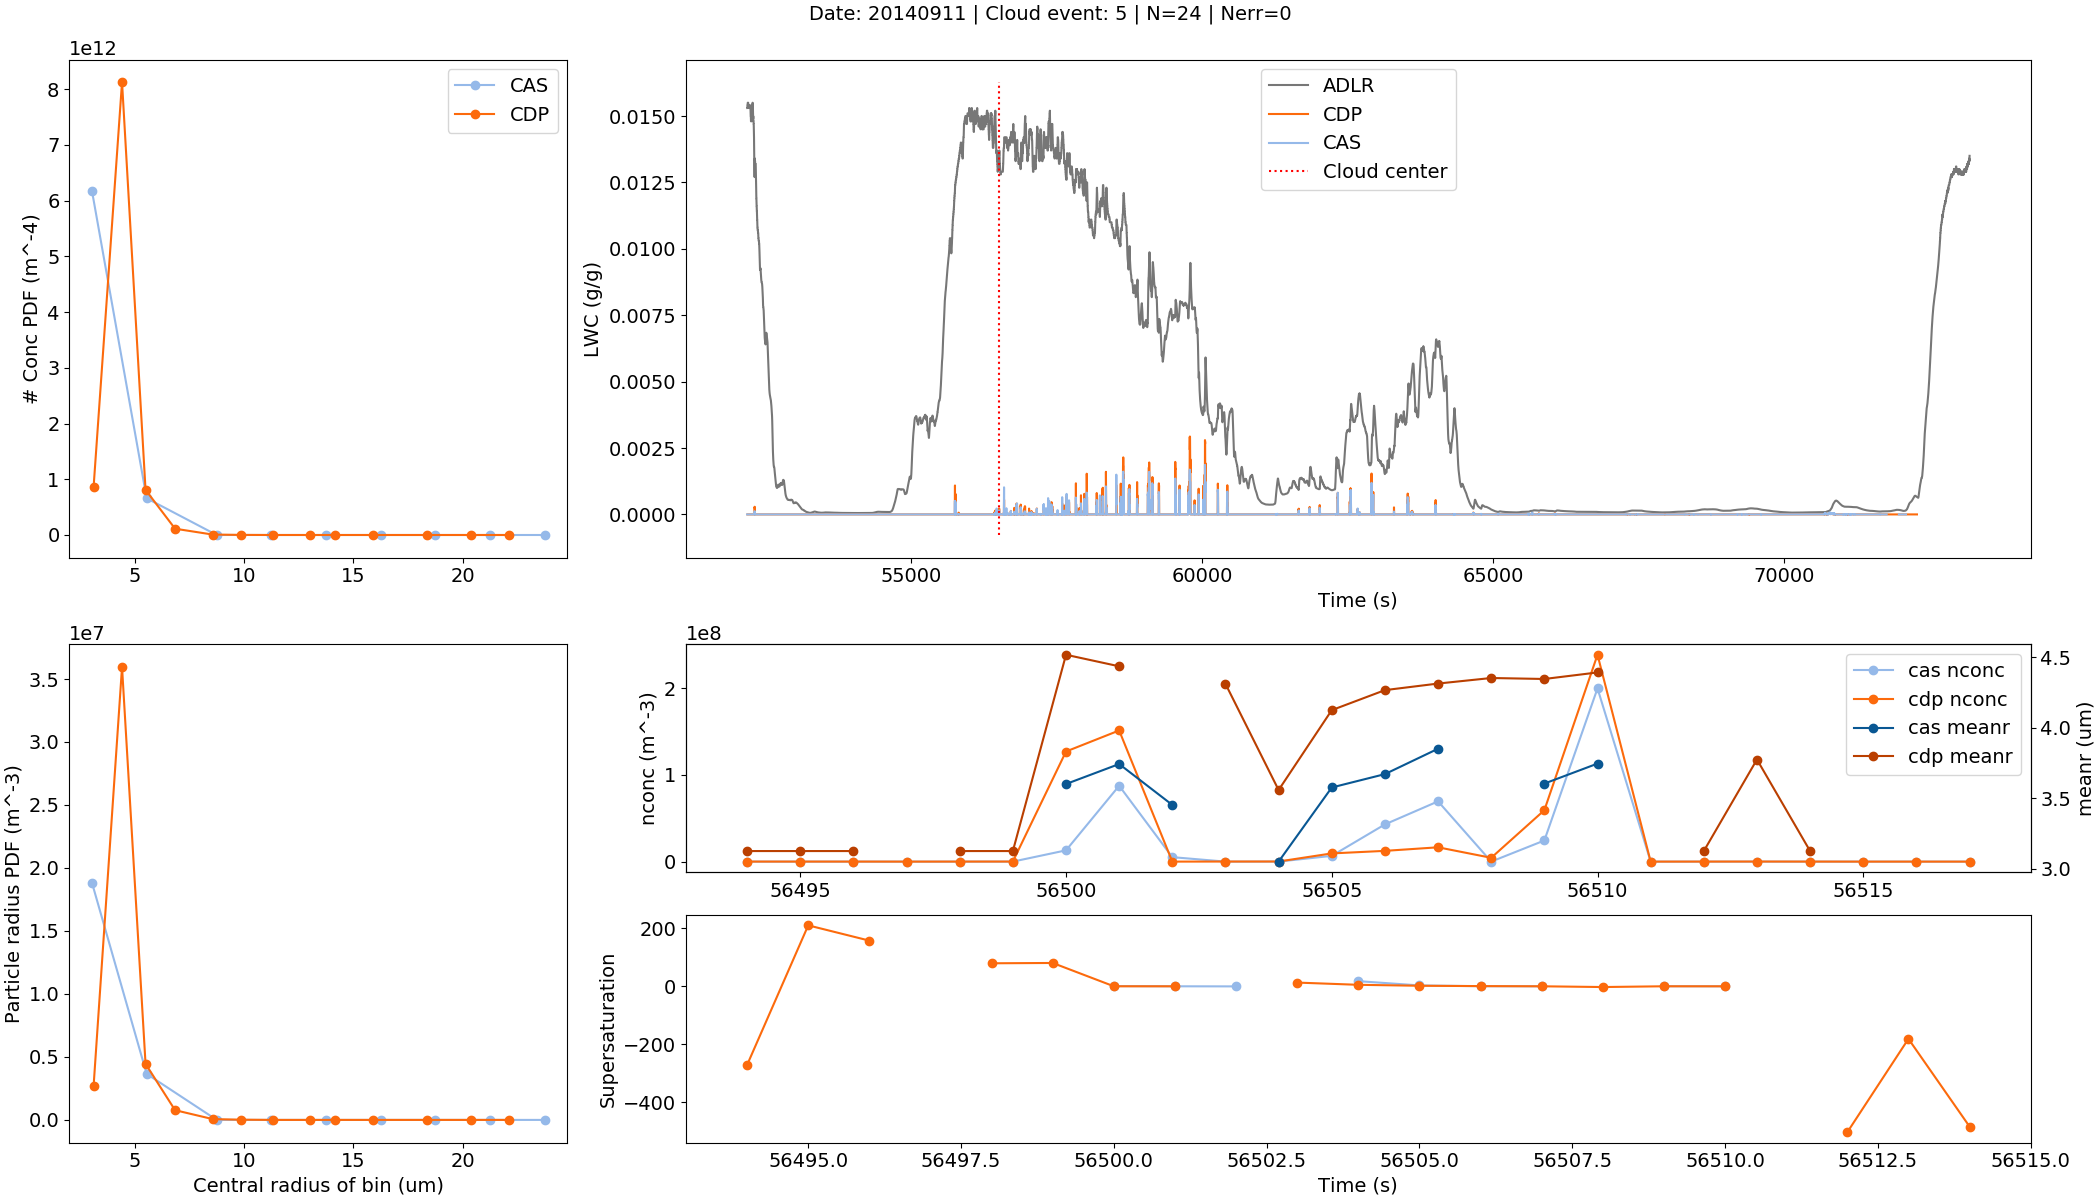 Date: 20140911 | Cloud event: 5 | N=24 | Nerr=0
1e12
# Conc PDF (m^-4)
8
7
6
5
4
3
2
1
0
5 10 15 20
CAS
CDP
LWC (g/g)
0.0150
0.0125
0.0100
0.0075
0.0050
0.0025
0.0000
55000 60000 65000 70000
Time (s)
ADLR
CDP
CAS
Cloud center
1e7
Particle radius PDF (m^-3)
3.5
3.0
2.5
2.0
1.5
1.0
0.5
0.0
5 10 15 20
Central radius of bin (um)
1e8
nconc (m^-3)
2
1
0
56495 56500 56505 56510 56515
4.5
4.0
3.5
3.0
meanr (um)
cas nconc
cdp nconc
cas meanr
cdp meanr
Supersaturation
200
0
−200
−400
56495.0 56497.5 56500.0 56502.5 56505.0 56507.5 56510.0 56512.5 56515.0
Time (s)